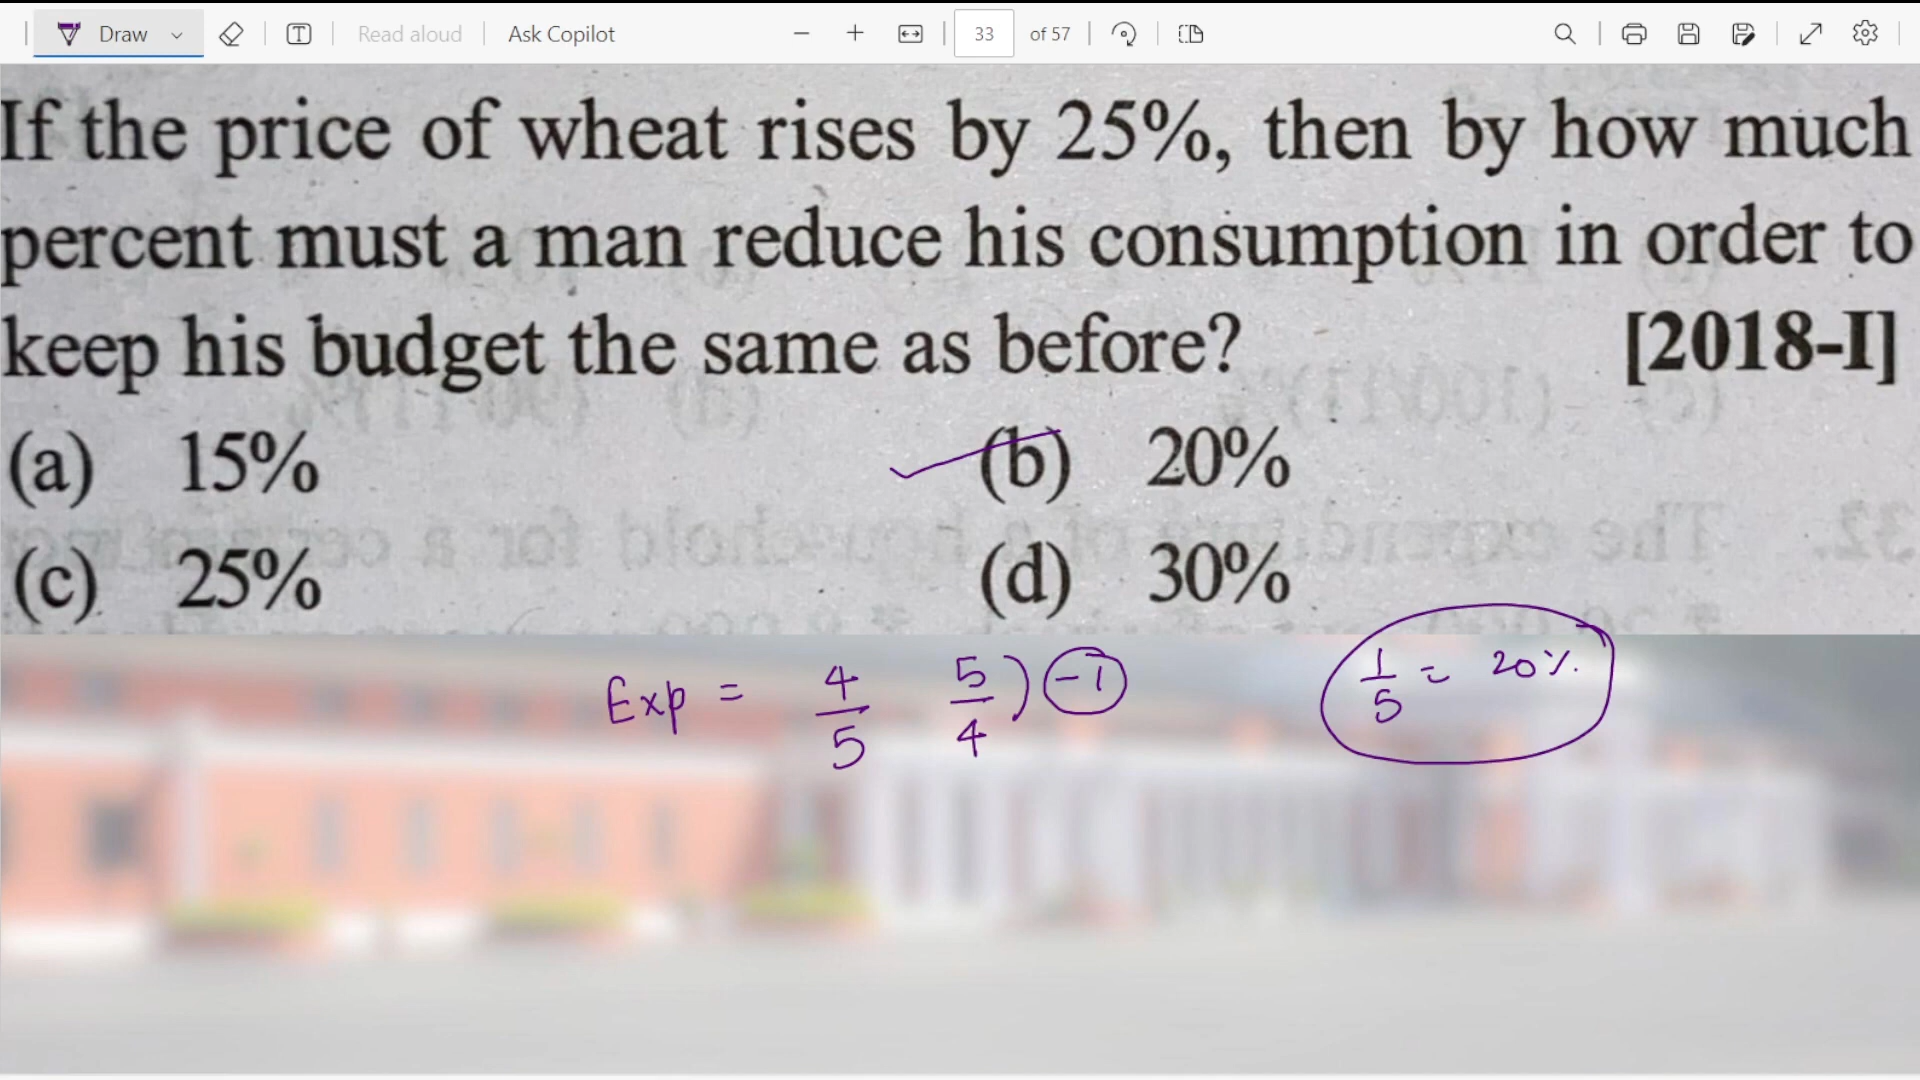 Draw Read aloud Ask Copilot 33 of 57
If the price of wheat rises by 25%, then by how much
percent must a man reduce his consumption in order to
keep his budget the same as before? [2018-I]
(a) 15% (b) 20%
(c) 25% (d) 30%
Exp = 4/5 5/4) -1 1/5 = 20%